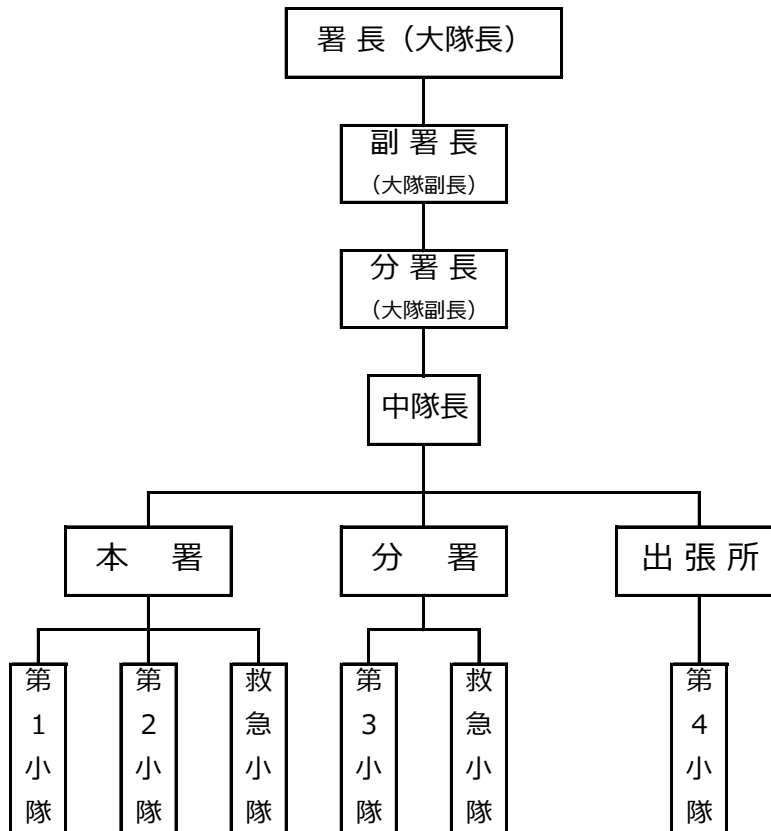 署 長（大隊長）
副 署 長
（大隊副長）
分 署 長
（大隊副長）
中隊長
本 署
分 署
出 張 所
第1小隊
第2小隊
救急小隊
第3小隊
救急小隊
第4小隊